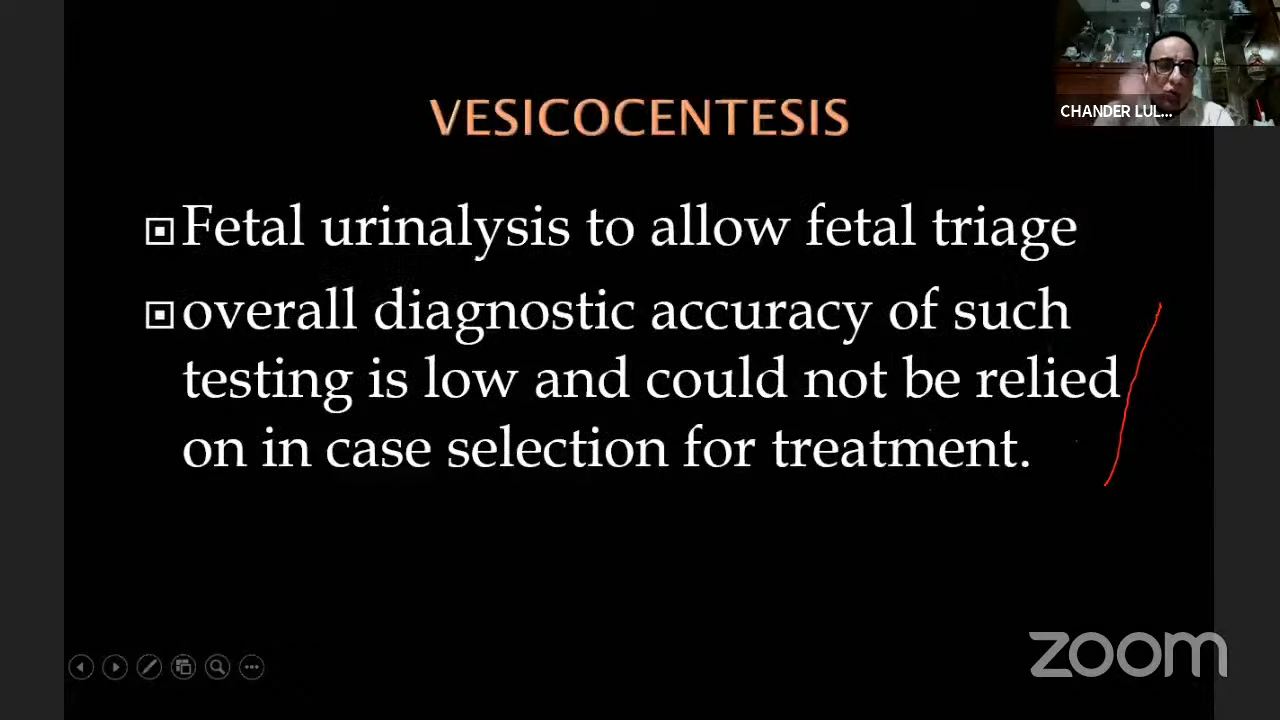 CHANDER LUL...
VESICOCENTESIS
Fetal urinalysis to allow fetal triage
overall diagnostic accuracy of such
testing is low and could not be relied
on in case selection for treatment.
zoom